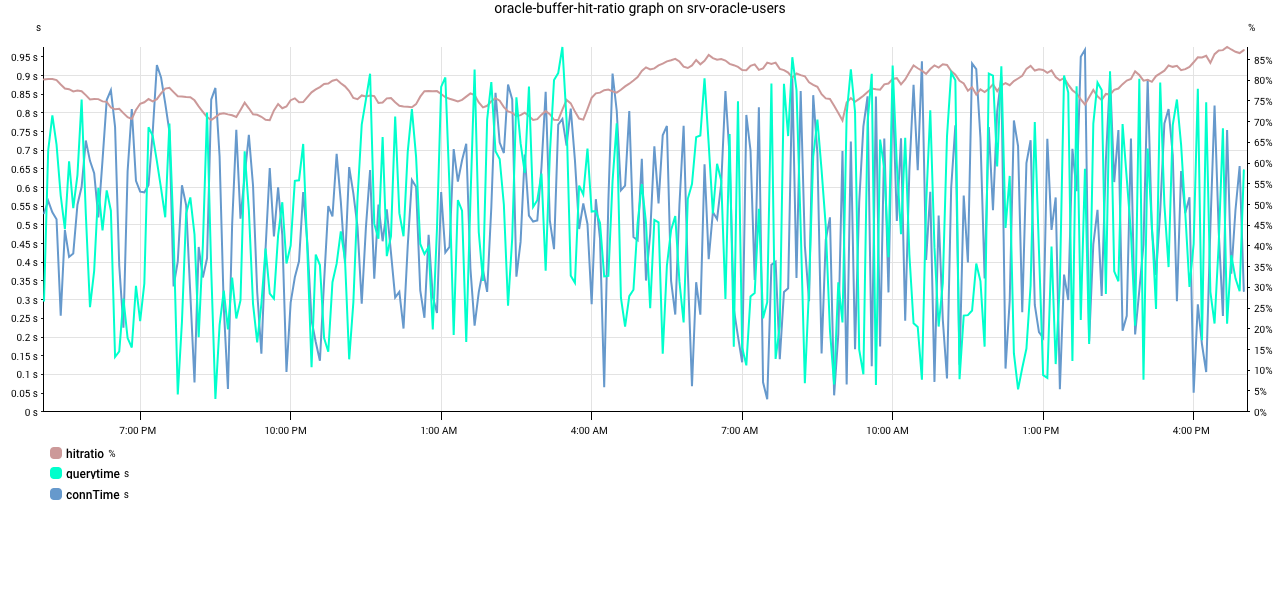 oracle-buffer-hit-ratio graph on srv-oracle-users
s %
0.95 s 85%
0.9 s 80%
0.85 s 75%
0.8 s 70%
0.7 s 65%
0.65 s 60%
0.6 s 55%
0.55 s 50%
0.5 s 45%
0.45 s 40%
0.4 s 35%
0.35 s 30%
0.3 s 25%
0.25 s 20%
0.2 s 15%
0.15 s 10%
0.1 s 5%
0.05 s 0%
0 s
7:00 PM 10:00 PM 1:00 AM 4:00 AM 7:00 AM 10:00 AM 1:00 PM 4:00 PM
hitratio %
querytime s
connTime s